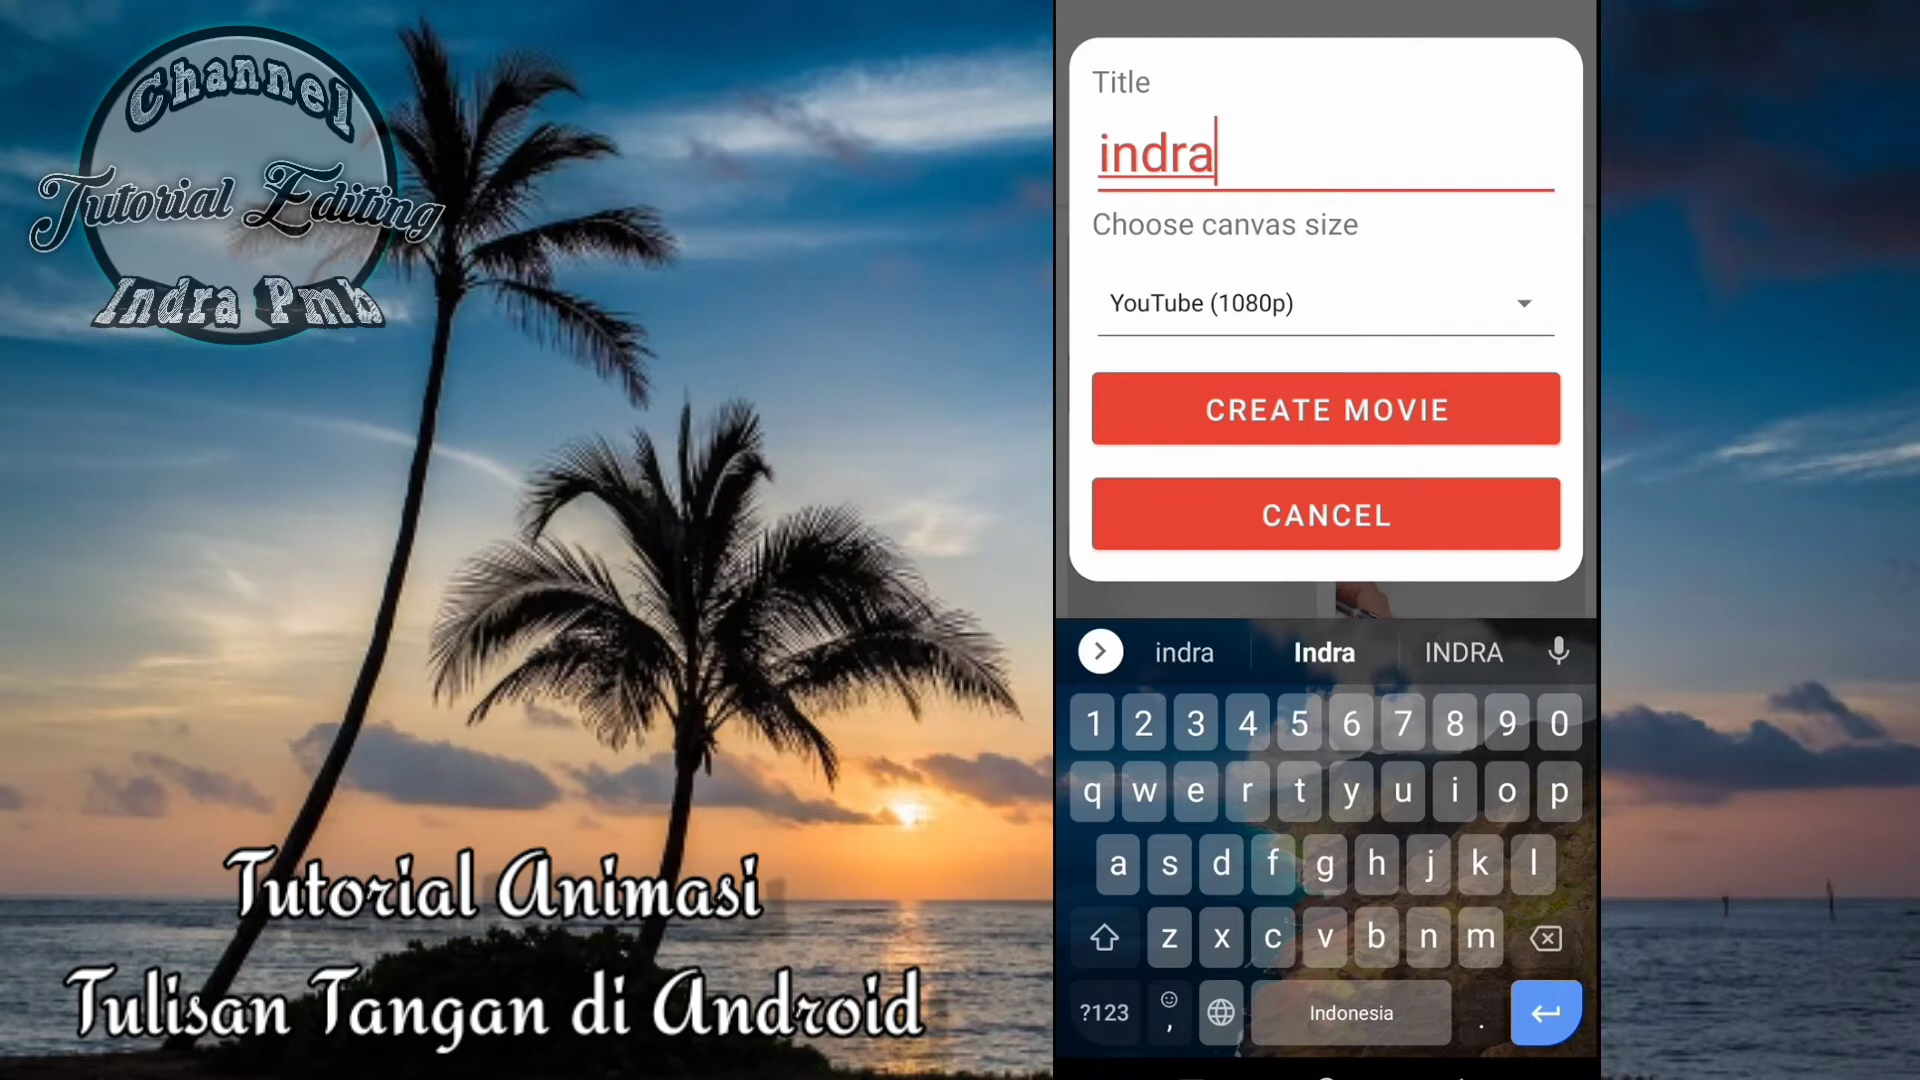 Channel
Tutorial Editing
Indra Pmb
Tutorial Animasi
Tulisan Tangan di Android
Title
indra
Choose canvas size
YouTube (1080p)
CREATE MOVIE
CANCEL
indra Indra INDRA
1 2 3 4 5 6 7 8 9 0
q w e r t y u i o p
a s d f g h j k l
z x c v b n m
?123 , Indonesia .